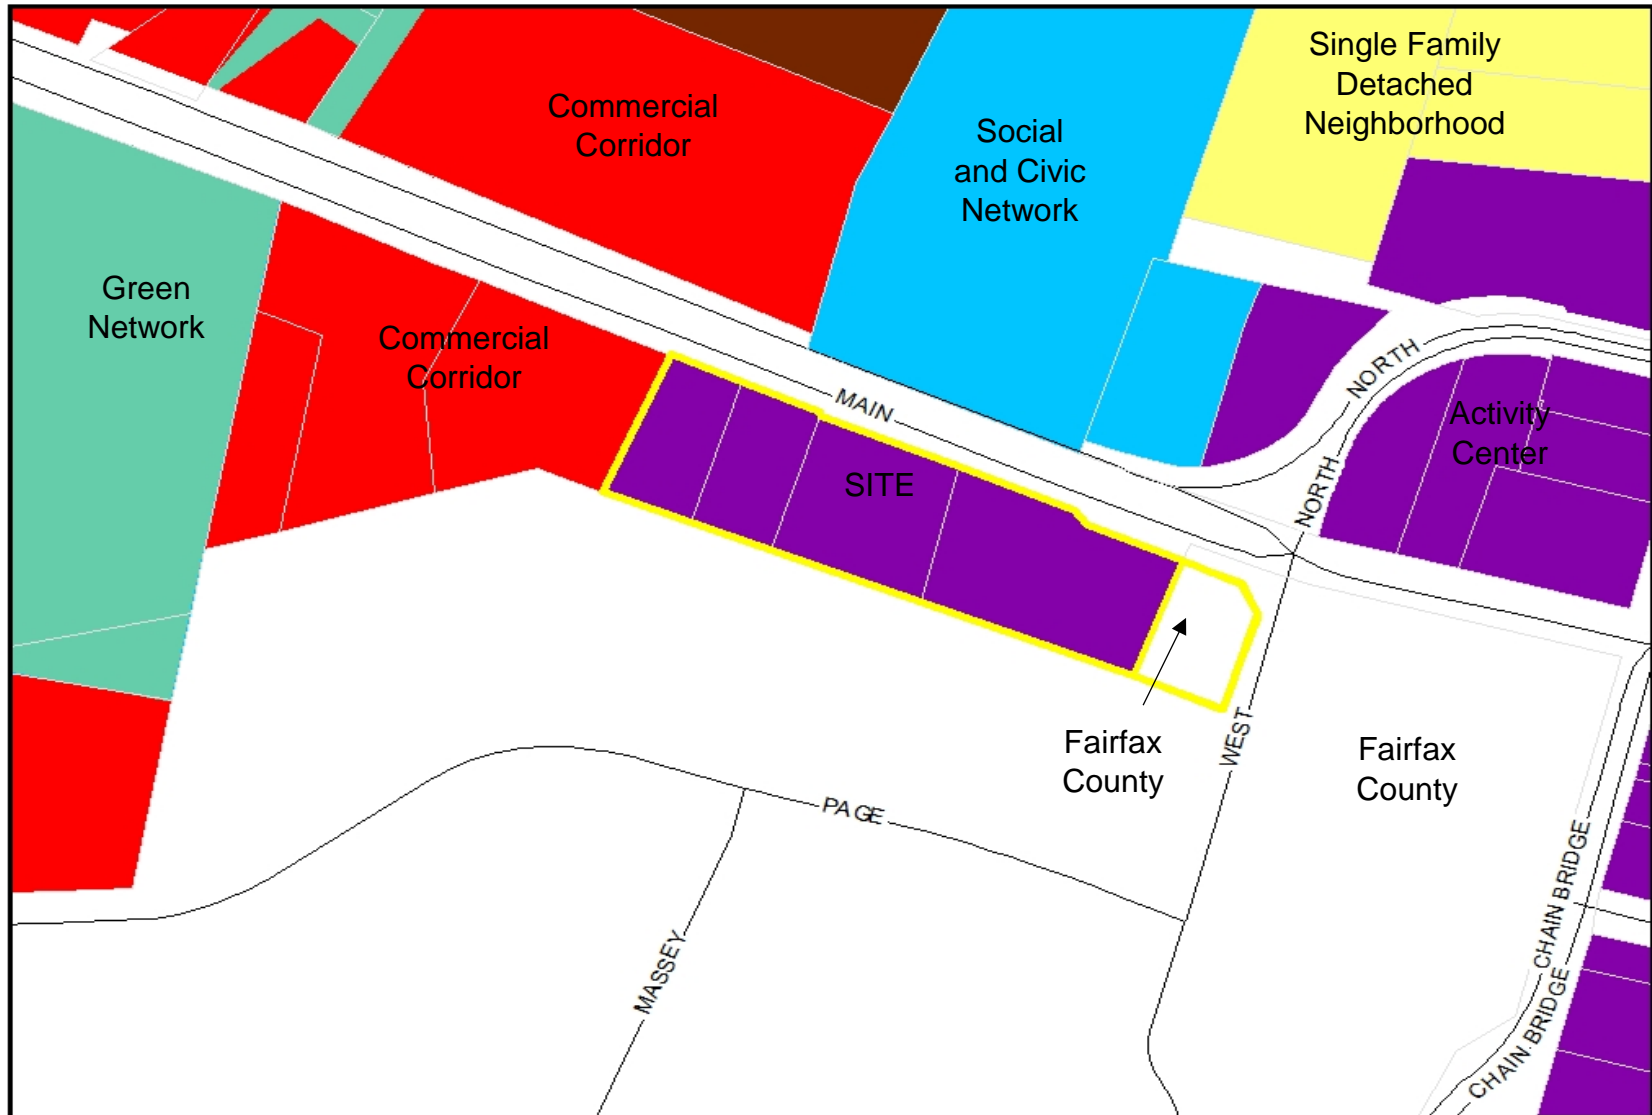 Single Family
Detached
Neighborhood
Commercial
Corridor
Social
and Civic
Network
Green
Network
Commercial
Corridor
NORTH
MAIN
Activity
Center
SITE
NORTH
WEST
Fairfax
County
Fairfax
County
PAGE
CHAIN BRIDGE
MASSEY
CHAIN BRIDGE